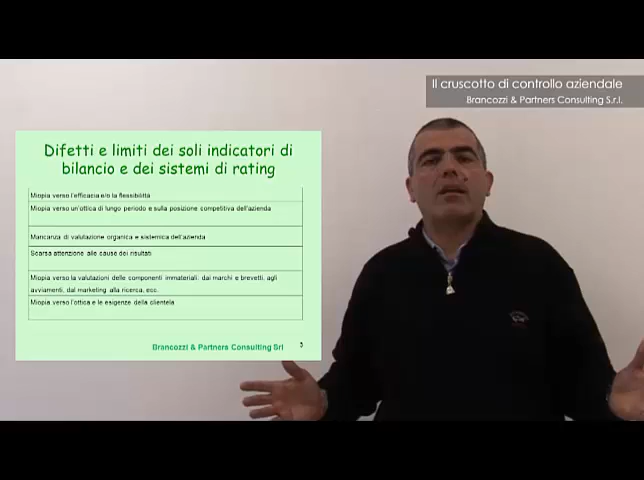 Il cruscotto di controllo aziendale
Brancozzi & Partners Consulting S.r.l.
Difetti e limiti dei soli indicatori di
bilancio e dei sistemi di rating
Miopia verso l'efficacia e/o la flessibilità
Miopia verso un'ottica di lungo periodo e sulla posizione competitiva dell'azienda
Mancanza di valutazione organica e sistemica dell'azienda
Scarsa attenzione alle cause dei risultati
Miopia verso la valutazioni delle componenti immateriali: dai marchi e brevetti, agli
avviamenti, dal marketing alla ricerca, ecc.
Miopia verso l'ottica e le esigenze della clientela
Brancozzi & Partners Consulting Srl
3